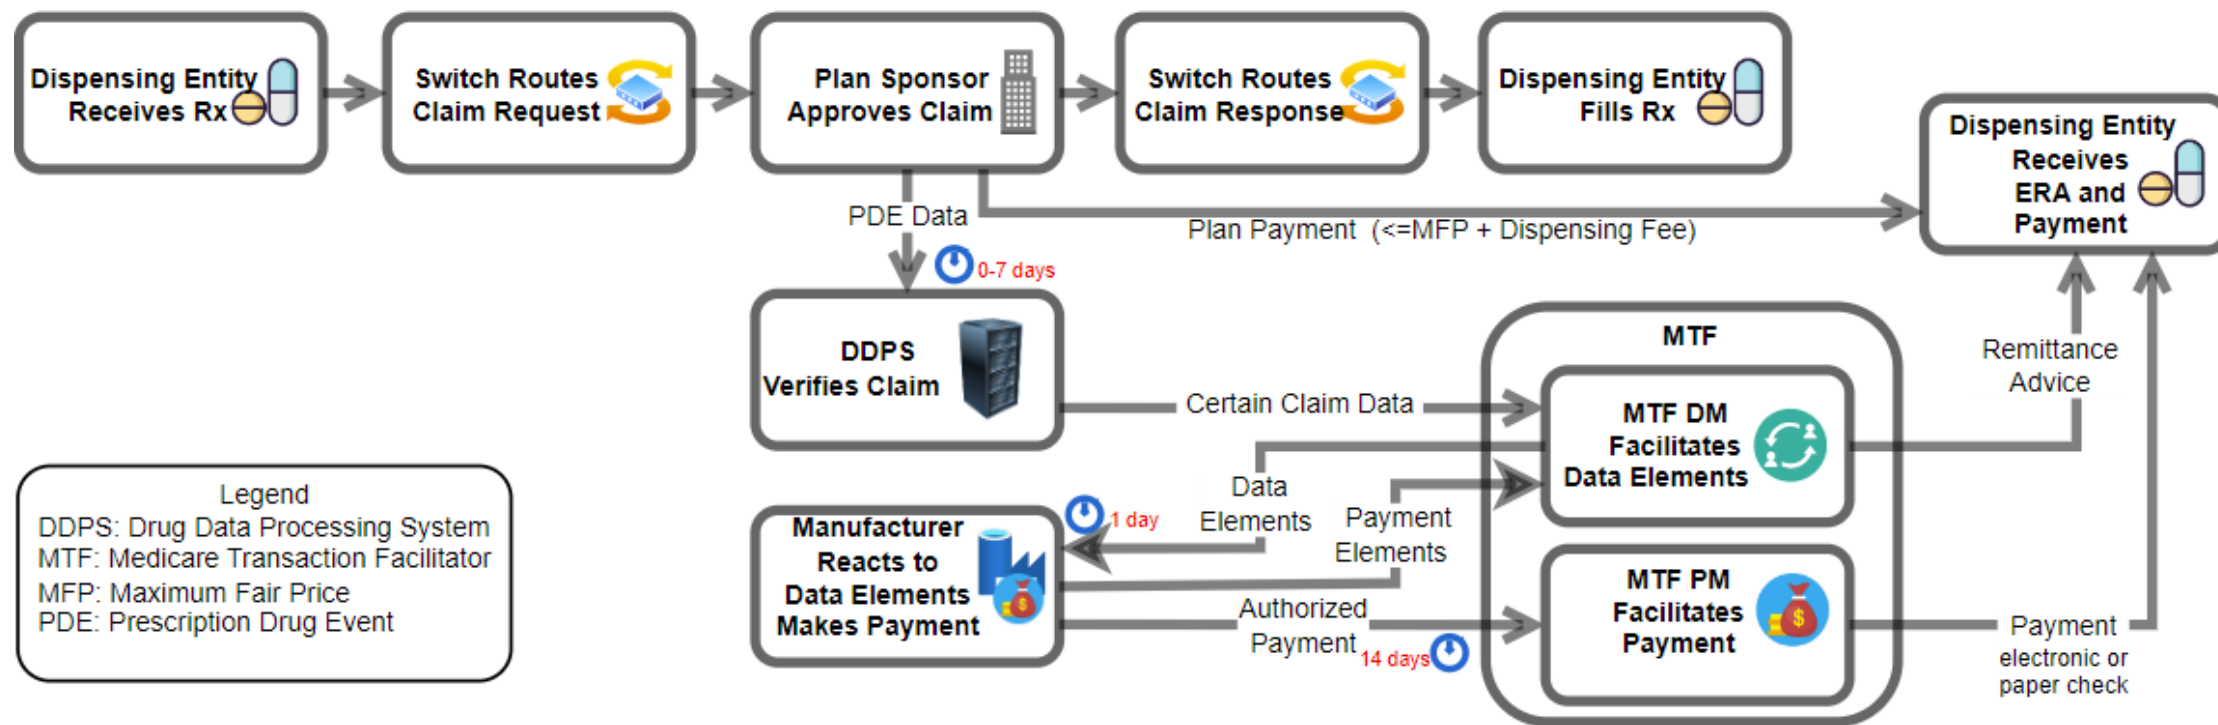 Dispensing Entity
Receives Rx
Switch Routes
Claim Request
Plan Sponsor
Approves Claim
Switch Routes
Claim Response
Dispensing Entity
Fills Rx
Dispensing Entity
Receives
ERA and
Payment
PDE Data
Plan Payment (<=MFP + Dispensing Fee)
0-7 days
DDPS
Verifies Claim
Certain Claim Data
MTF
MTF DM
Facilitates
Data Elements
Remittance
Advice
Data
Elements
Payment
Elements
1 day
Manufacturer
Reacts to
Data Elements
Makes Payment
Authorized
Payment
14 days
MTF PM
Facilitates
Payment
Payment
electronic or
paper check
Legend
DDPS: Drug Data Processing System
MTF: Medicare Transaction Facilitator
MFP: Maximum Fair Price
PDE: Prescription Drug Event